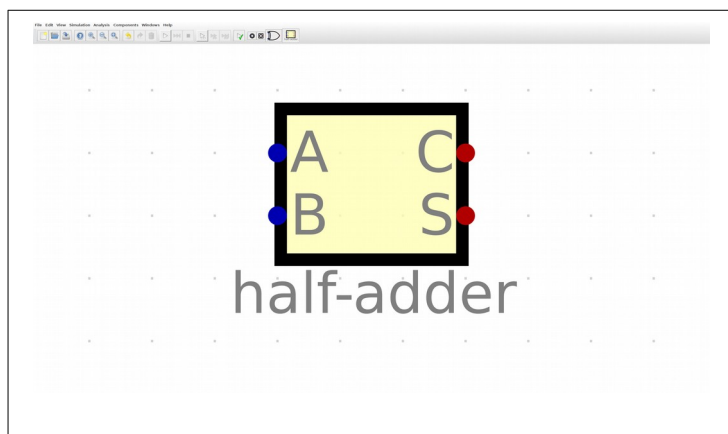 File Edit View Simulation Analysis Components Windows Help
A C
B S
half-adder